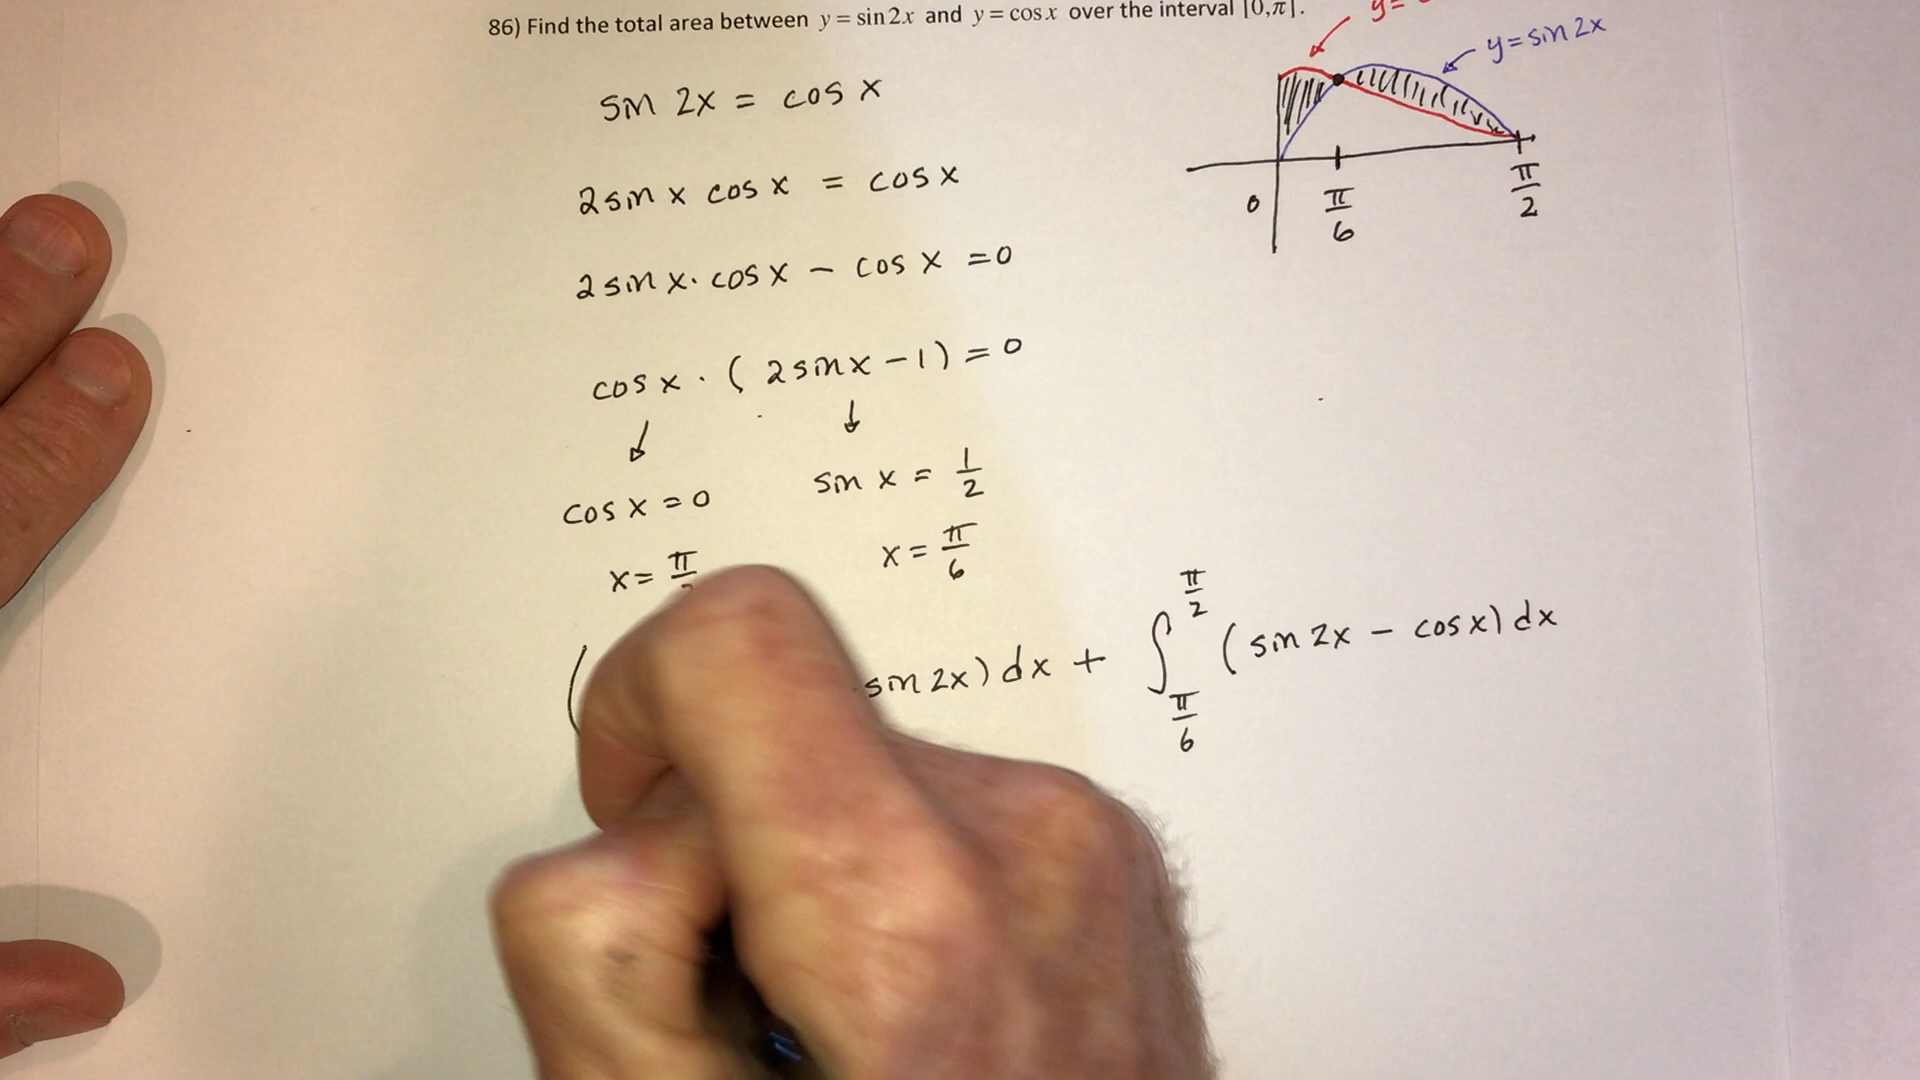 86) Find the total area between y = sin 2x and y = cos x over the interval [0,π].
y=
y=sin 2x
sin 2x = cos x
2 sin x cos x = cos x
0 π/6 π/2
2 sin x · cos x − cos x = 0
cos x · ( 2 sin x − 1 ) = 0
cos x = 0 sin x = 1/2
x = π x = π/6
( sin 2x) dx + ∫_{π/6}^{π/2} ( sin 2x − cos x) dx